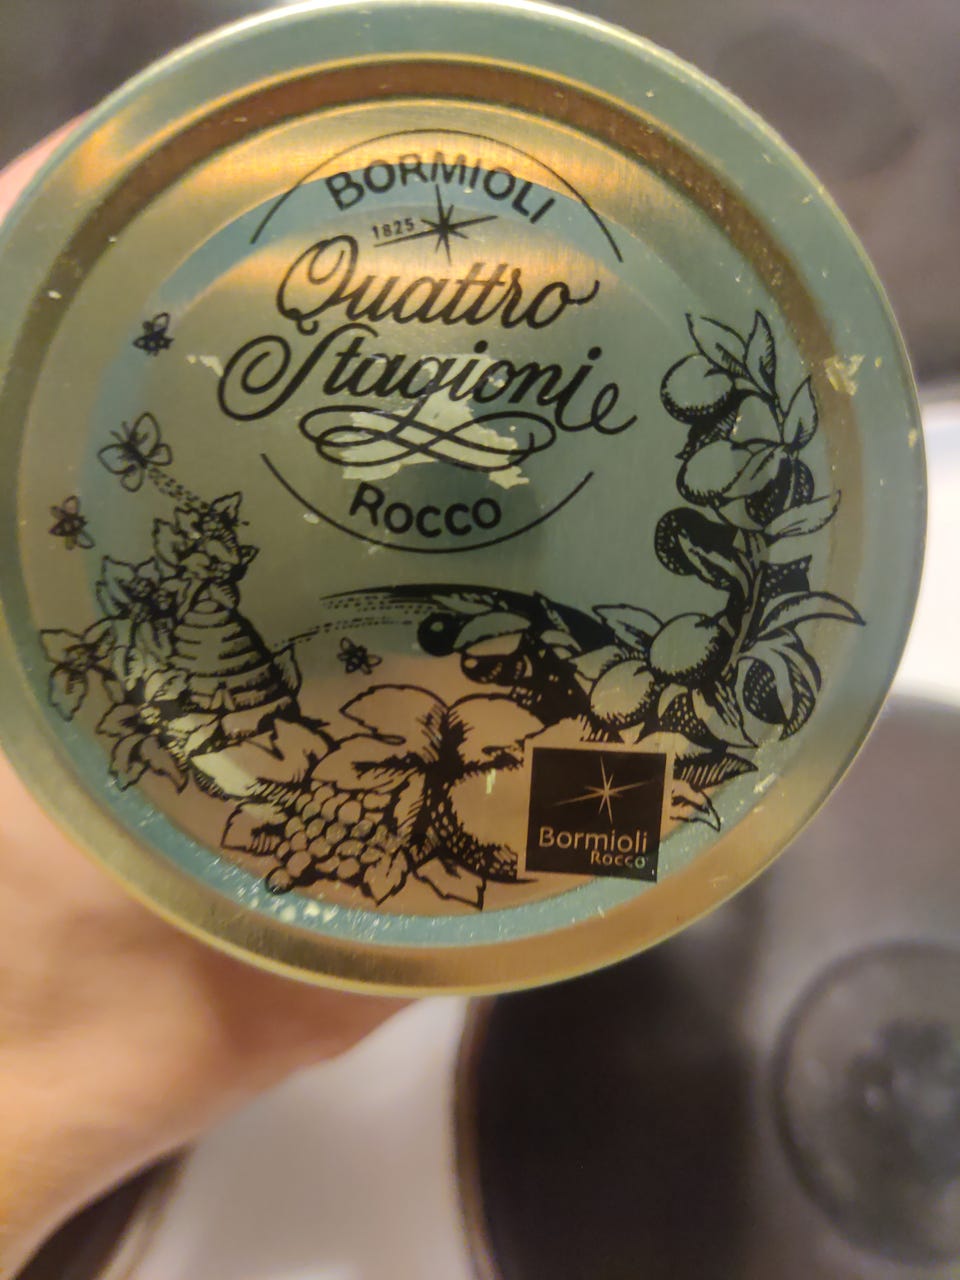 BORMIOLI
1825
Quattro
Stagioni
ROCCO
Bormioli
Rocco